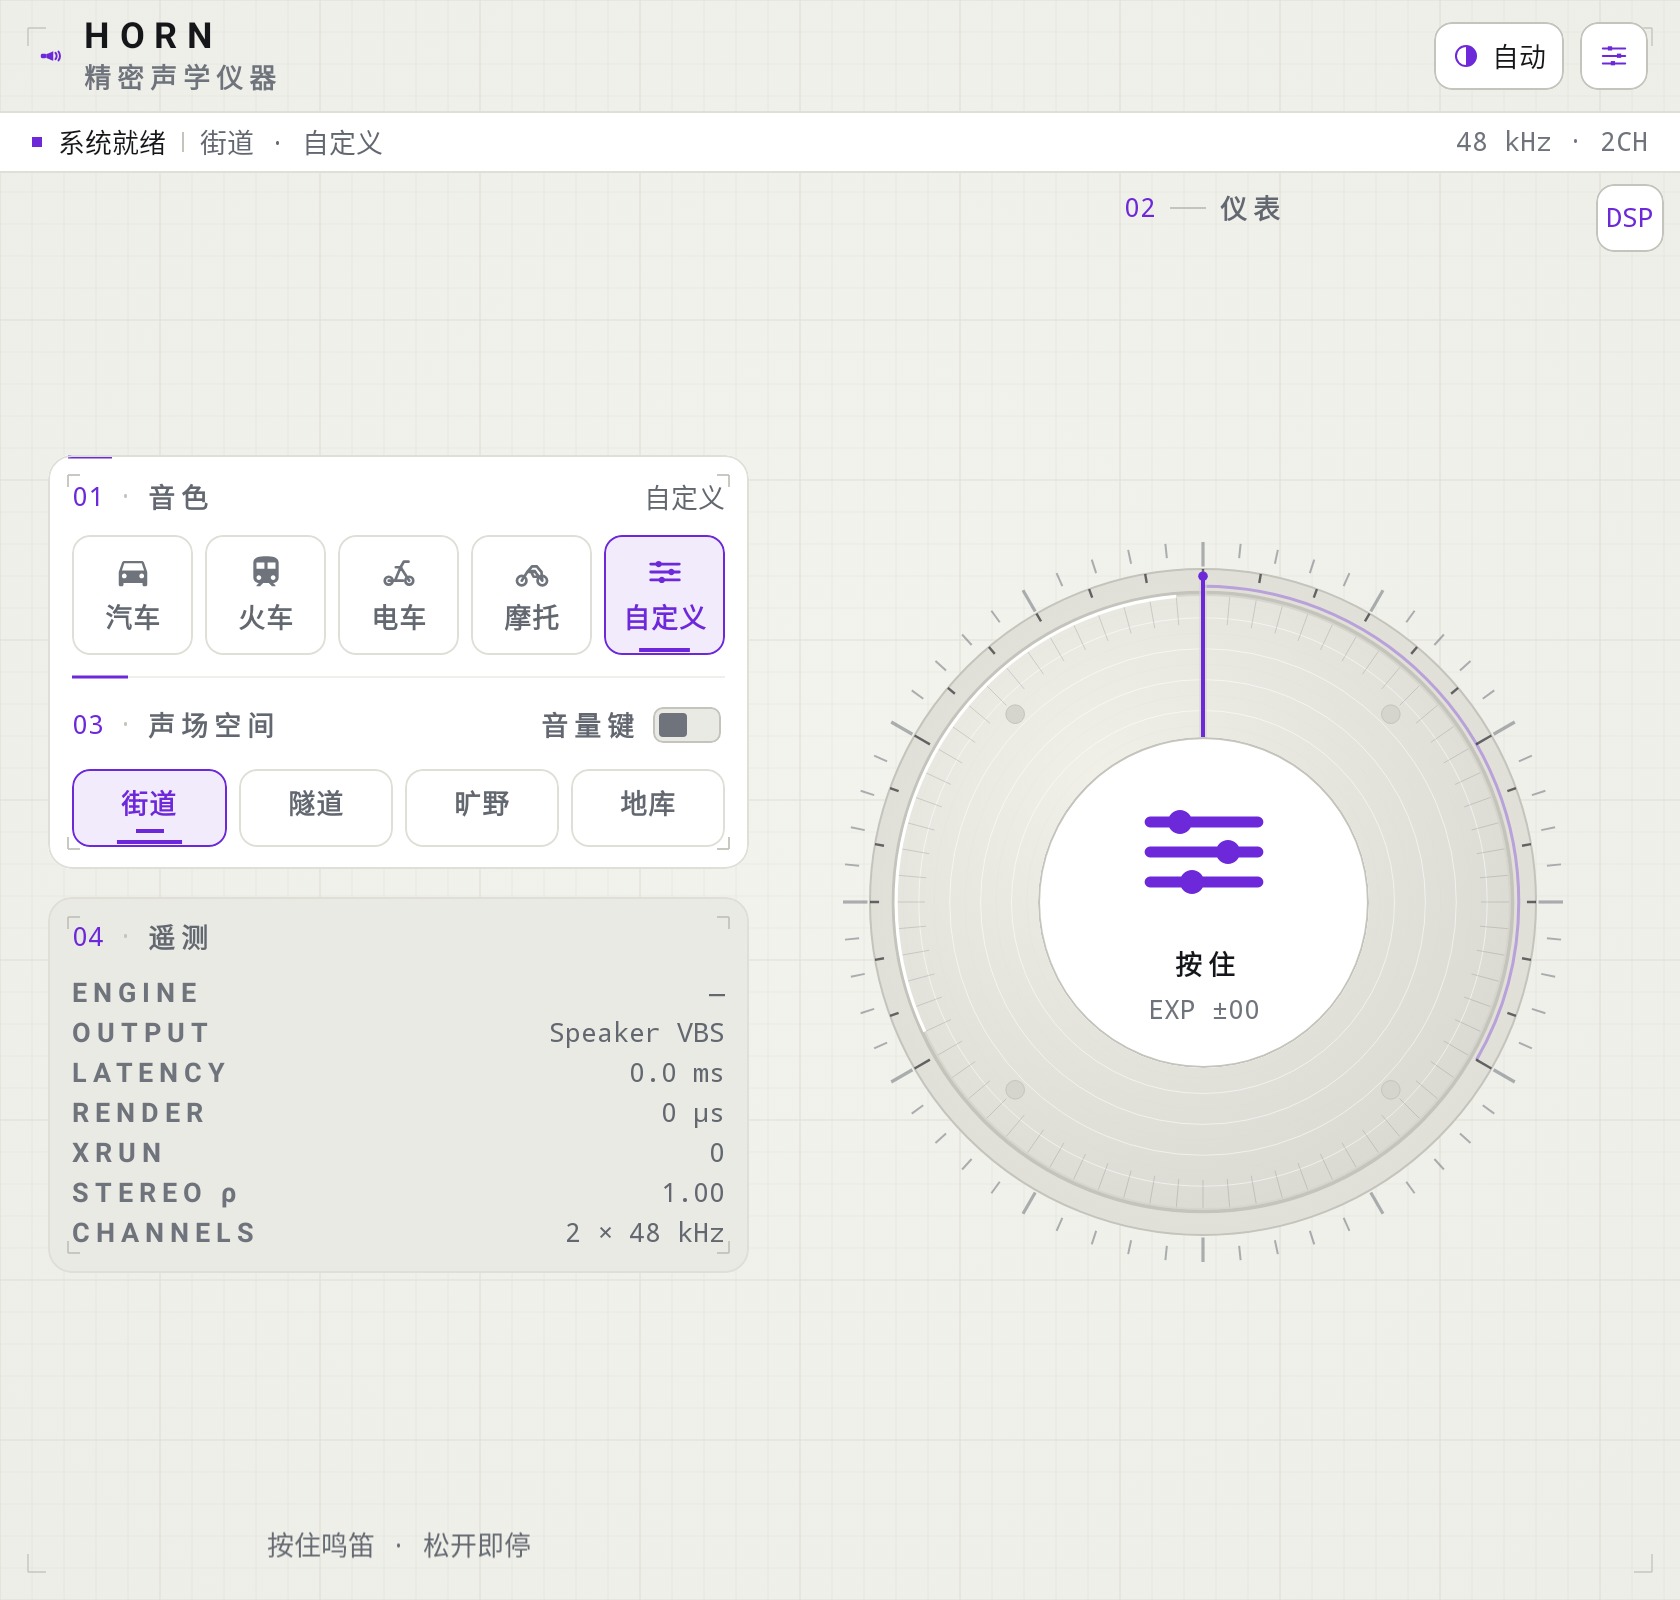 HORN
精密声学仪器
自动
系统就绪 街道 · 自定义
48 kHz · 2CH
02 仪表
DSP
01 · 音色
自定义
汽车 火车 电车 摩托 自定义
03 · 声场空间
音量键
街道 隧道 旷野 地库
04 · 遥测
ENGINE —
OUTPUT Speaker VBS
LATENCY 0.0 ms
RENDER 0 µs
XRUN 0
STEREO ρ 1.00
CHANNELS 2 × 48 kHz
按住
EXP ±00
按住鸣笛 · 松开即停